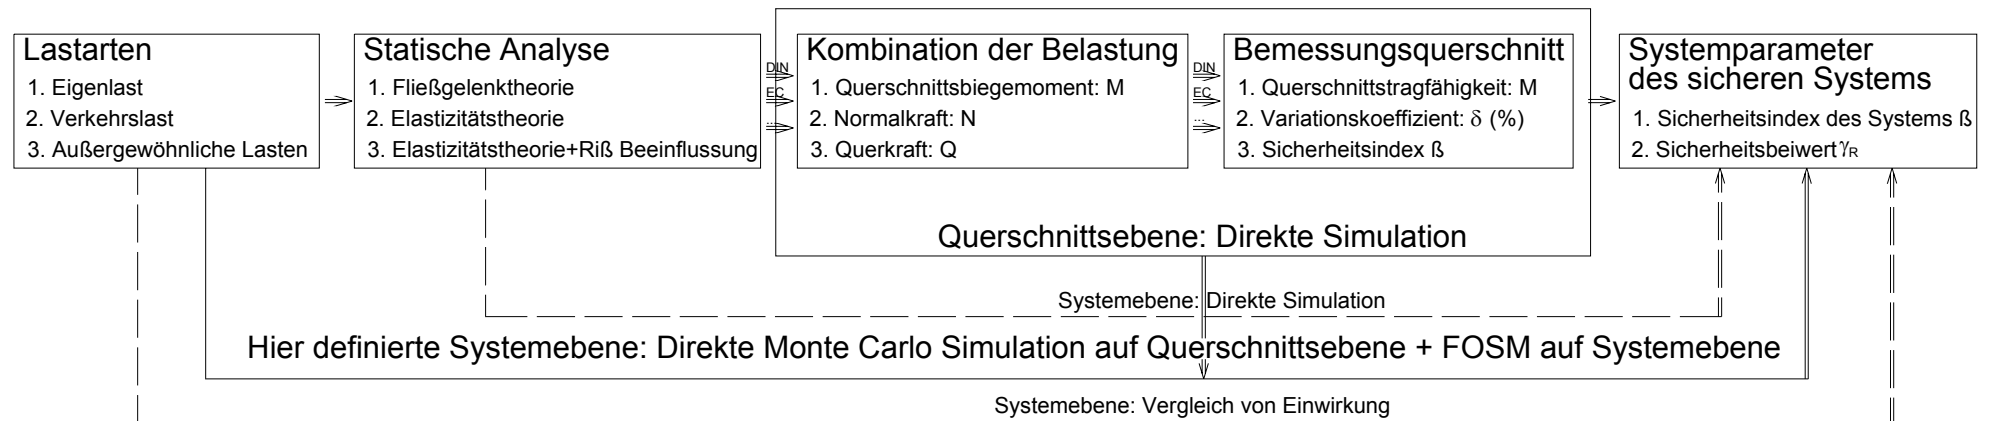 Lastarten
1. Eigenlast
2. Verkehrslast
3. Außergewöhnliche Lasten
Statische Analyse
1. Fließgelenktheorie
2. Elastizitätstheorie
3. Elastizitätstheorie+Riß Beeinflussung
DIN
EC
...
Kombination der Belastung
1. Querschnittsbiegemoment: M
2. Normalkraft: N
3. Querkraft: Q
DIN
EC
...
Bemessungsquerschnitt
1. Querschnittstragfähigkeit: M
2. Variationskoeffizient: δ (%)
3. Sicherheitsindex ß
Systemparameter
des sicheren Systems
1. Sicherheitsindex des Systems ß
2. Sicherheitsbeiwert γR
Querschnittsebene: Direkte Simulation
Systemebene: Direkte Simulation
Hier definierte Systemebene: Direkte Monte Carlo Simulation auf Querschnittsebene + FOSM auf Systemebene
Systemebene: Vergleich von Einwirkung